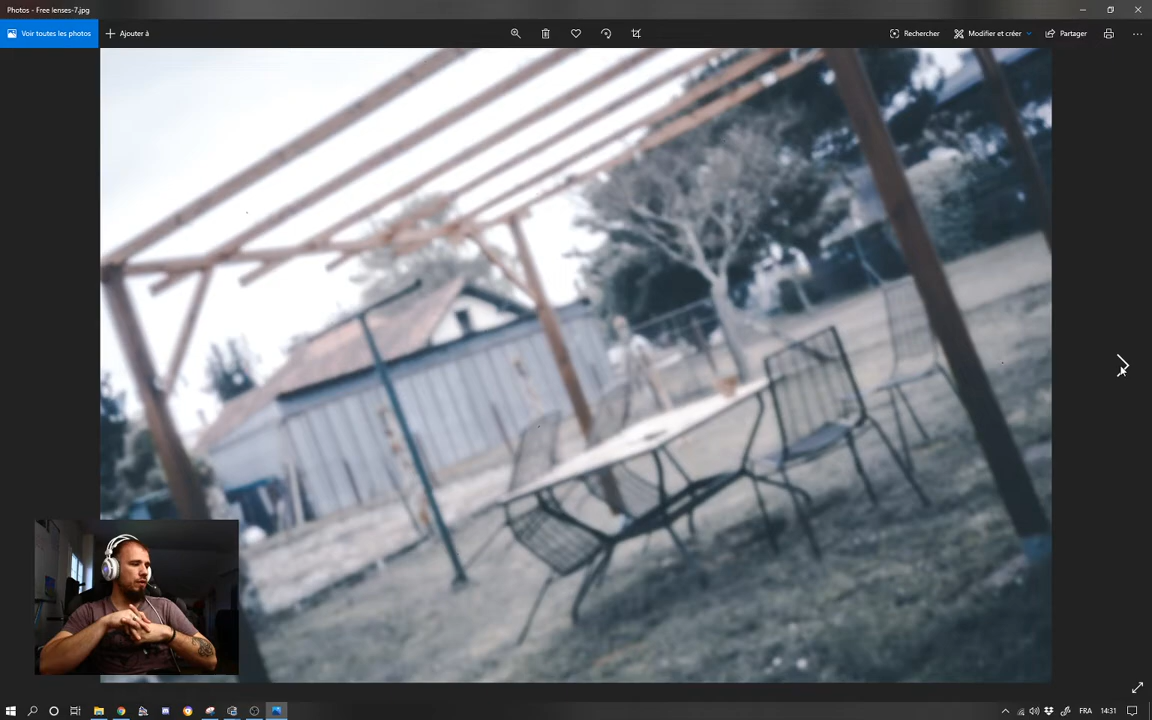 Photos - Free lenses-7.jpg
Voir toutes les photos
Ajouter à
Rechercher
Modifier et créer
Partager
FRA
14:31